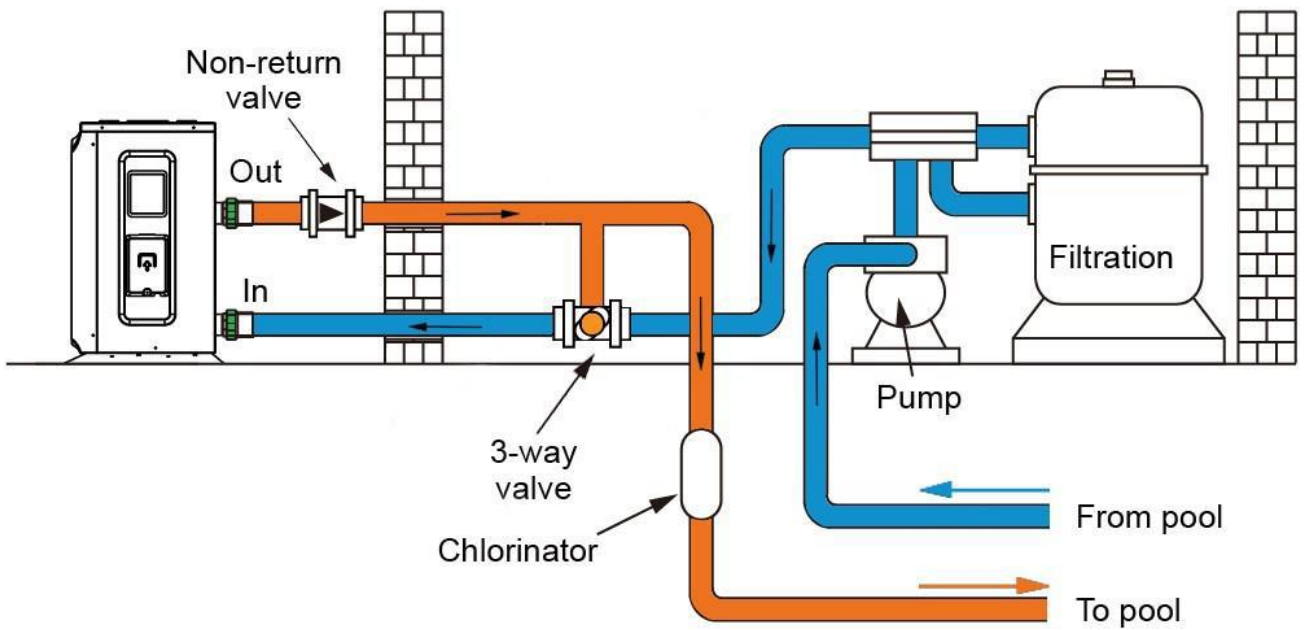 Non-return
valve
Out
In
Filtration
Pump
3-way
valve
Chlorinator
From pool
To pool